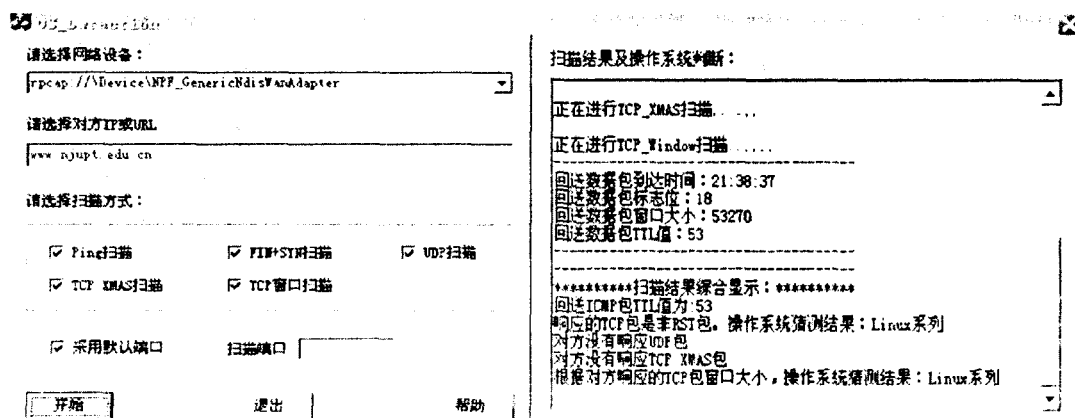 请选择网络设备：
rpcap://\Device\NPF_GenericNdisWanAdapter
请选择对方IP或URL
www.njupt.edu.cn
请选择扫描方式：
Ping扫描
FIN+SYN扫描
UDP扫描
TCP XMAS扫描
TCP窗口扫描
采用默认端口
扫描端口
开始
退出
帮助
扫描结果及操作系统判断：
正在进行TCP_XMAS扫描......
正在进行TCP_Window扫描......
回送数据包到达时间：21:38:37
回送数据包标志位：18
回送数据包窗口大小：53270
回送数据包TTL值：53
**********扫描结果综合显示：**********
回送ICMP包TTL值为:53
响应的TCP包是非RST包。操作系统猜测结果：Linux系列
对方没有响应UDP包
对方没有响应TCP XMAS包
根据对方响应的TCP包窗口大小，操作系统猜测结果：Linux系列